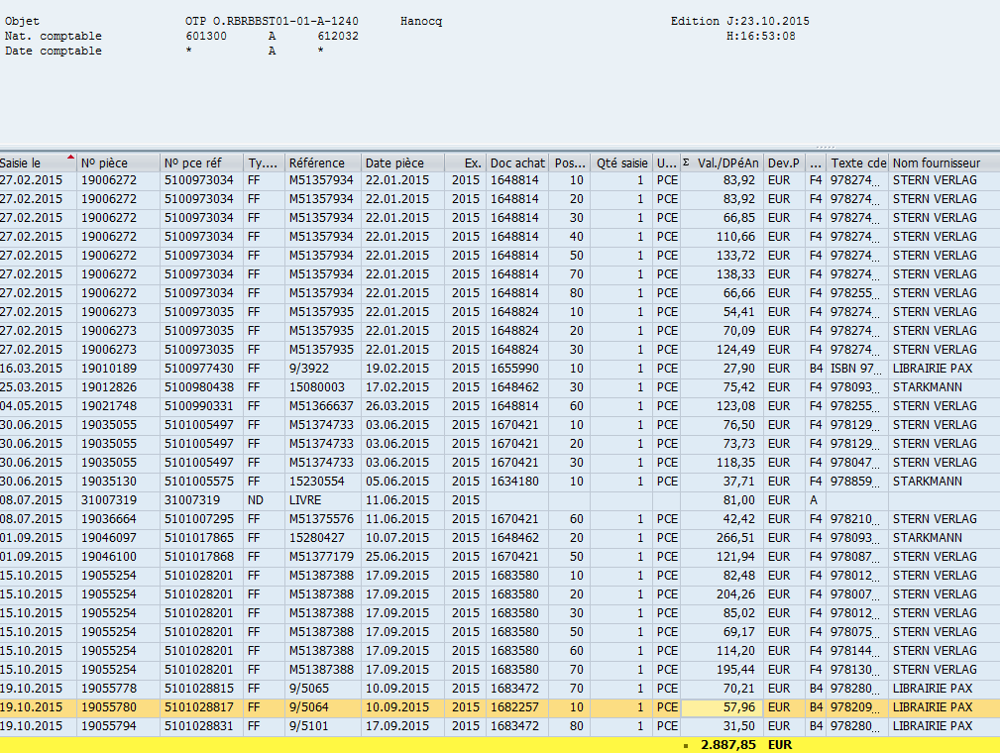 Objet OTP O.RBRBBST01-01-A-1240 Hanocq Edition J:23.10.2015
Nat. comptable 601300 A 612032 H:16:53:08
Date comptable * A *
Saisie le Nº pièce Nº pce réf Ty.... Référence Date pièce Ex. Doc achat Pos... Qté saisie U... Σ Val./DPéAn Dev.P ... Texte cde Nom fournisseur
27.02.2015 19006272 5100973034 FF M51357934 22.01.2015 2015 1648814 10 1 PCE 83,92 EUR F4 978274... STERN VERLAG
27.02.2015 19006272 5100973034 FF M51357934 22.01.2015 2015 1648814 20 1 PCE 83,92 EUR F4 978274... STERN VERLAG
27.02.2015 19006272 5100973034 FF M51357934 22.01.2015 2015 1648814 30 1 PCE 66,85 EUR F4 978274... STERN VERLAG
27.02.2015 19006272 5100973034 FF M51357934 22.01.2015 2015 1648814 40 1 PCE 110,66 EUR F4 978274... STERN VERLAG
27.02.2015 19006272 5100973034 FF M51357934 22.01.2015 2015 1648814 50 1 PCE 133,72 EUR F4 978274... STERN VERLAG
27.02.2015 19006272 5100973034 FF M51357934 22.01.2015 2015 1648814 70 1 PCE 138,33 EUR F4 978274... STERN VERLAG
27.02.2015 19006272 5100973034 FF M51357934 22.01.2015 2015 1648814 80 1 PCE 66,66 EUR F4 978255... STERN VERLAG
27.02.2015 19006273 5100973035 FF M51357935 22.01.2015 2015 1648824 10 1 PCE 54,41 EUR F4 978274... STERN VERLAG
27.02.2015 19006273 5100973035 FF M51357935 22.01.2015 2015 1648824 20 1 PCE 70,09 EUR F4 978274... STERN VERLAG
27.02.2015 19006273 5100973035 FF M51357935 22.01.2015 2015 1648824 30 1 PCE 124,49 EUR F4 978274... STERN VERLAG
16.03.2015 19010189 5100977430 FF 9/3922 19.02.2015 2015 1655990 10 1 PCE 27,90 EUR B4 ISBN 97... LIBRAIRIE PAX
25.03.2015 19012826 5100980438 FF 15080003 17.02.2015 2015 1648462 30 1 PCE 75,42 EUR F4 978093... STARKMANN
04.05.2015 19021748 5100990331 FF M51366637 26.03.2015 2015 1648814 60 1 PCE 123,08 EUR F4 978255... STERN VERLAG
30.06.2015 19035055 5101005497 FF M51374733 03.06.2015 2015 1670421 10 1 PCE 76,50 EUR F4 978129... STERN VERLAG
30.06.2015 19035055 5101005497 FF M51374733 03.06.2015 2015 1670421 20 1 PCE 73,73 EUR F4 978129... STERN VERLAG
30.06.2015 19035055 5101005497 FF M51374733 03.06.2015 2015 1670421 30 1 PCE 118,35 EUR F4 978047... STERN VERLAG
30.06.2015 19035130 5101005575 FF 15230554 05.06.2015 2015 1634180 10 1 PCE 37,71 EUR F4 978859... STARKMANN
08.07.2015 31007319 31007319 ND LIVRE 11.06.2015 2015 81,00 EUR A
08.07.2015 19036664 5101007295 FF M51375576 11.06.2015 2015 1670421 60 1 PCE 42,42 EUR F4 978210... STERN VERLAG
01.09.2015 19046097 5101017865 FF 15280427 10.07.2015 2015 1648462 20 1 PCE 266,51 EUR F4 978093... STARKMANN
01.09.2015 19046100 5101017868 FF M51377179 25.06.2015 2015 1670421 50 1 PCE 121,94 EUR F4 978087... STERN VERLAG
15.10.2015 19055254 5101028201 FF M51387388 17.09.2015 2015 1683580 10 1 PCE 82,48 EUR F4 978012... STERN VERLAG
15.10.2015 19055254 5101028201 FF M51387388 17.09.2015 2015 1683580 20 1 PCE 204,26 EUR F4 978007... STERN VERLAG
15.10.2015 19055254 5101028201 FF M51387388 17.09.2015 2015 1683580 30 1 PCE 85,02 EUR F4 978012... STERN VERLAG
15.10.2015 19055254 5101028201 FF M51387388 17.09.2015 2015 1683580 50 1 PCE 69,17 EUR F4 978075... STERN VERLAG
15.10.2015 19055254 5101028201 FF M51387388 17.09.2015 2015 1683580 60 1 PCE 114,20 EUR F4 978144... STERN VERLAG
15.10.2015 19055254 5101028201 FF M51387388 17.09.2015 2015 1683580 70 1 PCE 195,44 EUR F4 978130... STERN VERLAG
19.10.2015 19055778 5101028815 FF 9/5065 10.09.2015 2015 1683472 70 1 PCE 70,21 EUR B4 978280... LIBRAIRIE PAX
19.10.2015 19055780 5101028817 FF 9/5064 10.09.2015 2015 1682257 10 1 PCE 57,96 EUR B4 978209... LIBRAIRIE PAX
19.10.2015 19055794 5101028831 FF 9/5101 17.09.2015 2015 1683472 80 1 PCE 31,50 EUR B4 978280... LIBRAIRIE PAX
2.887,85 EUR